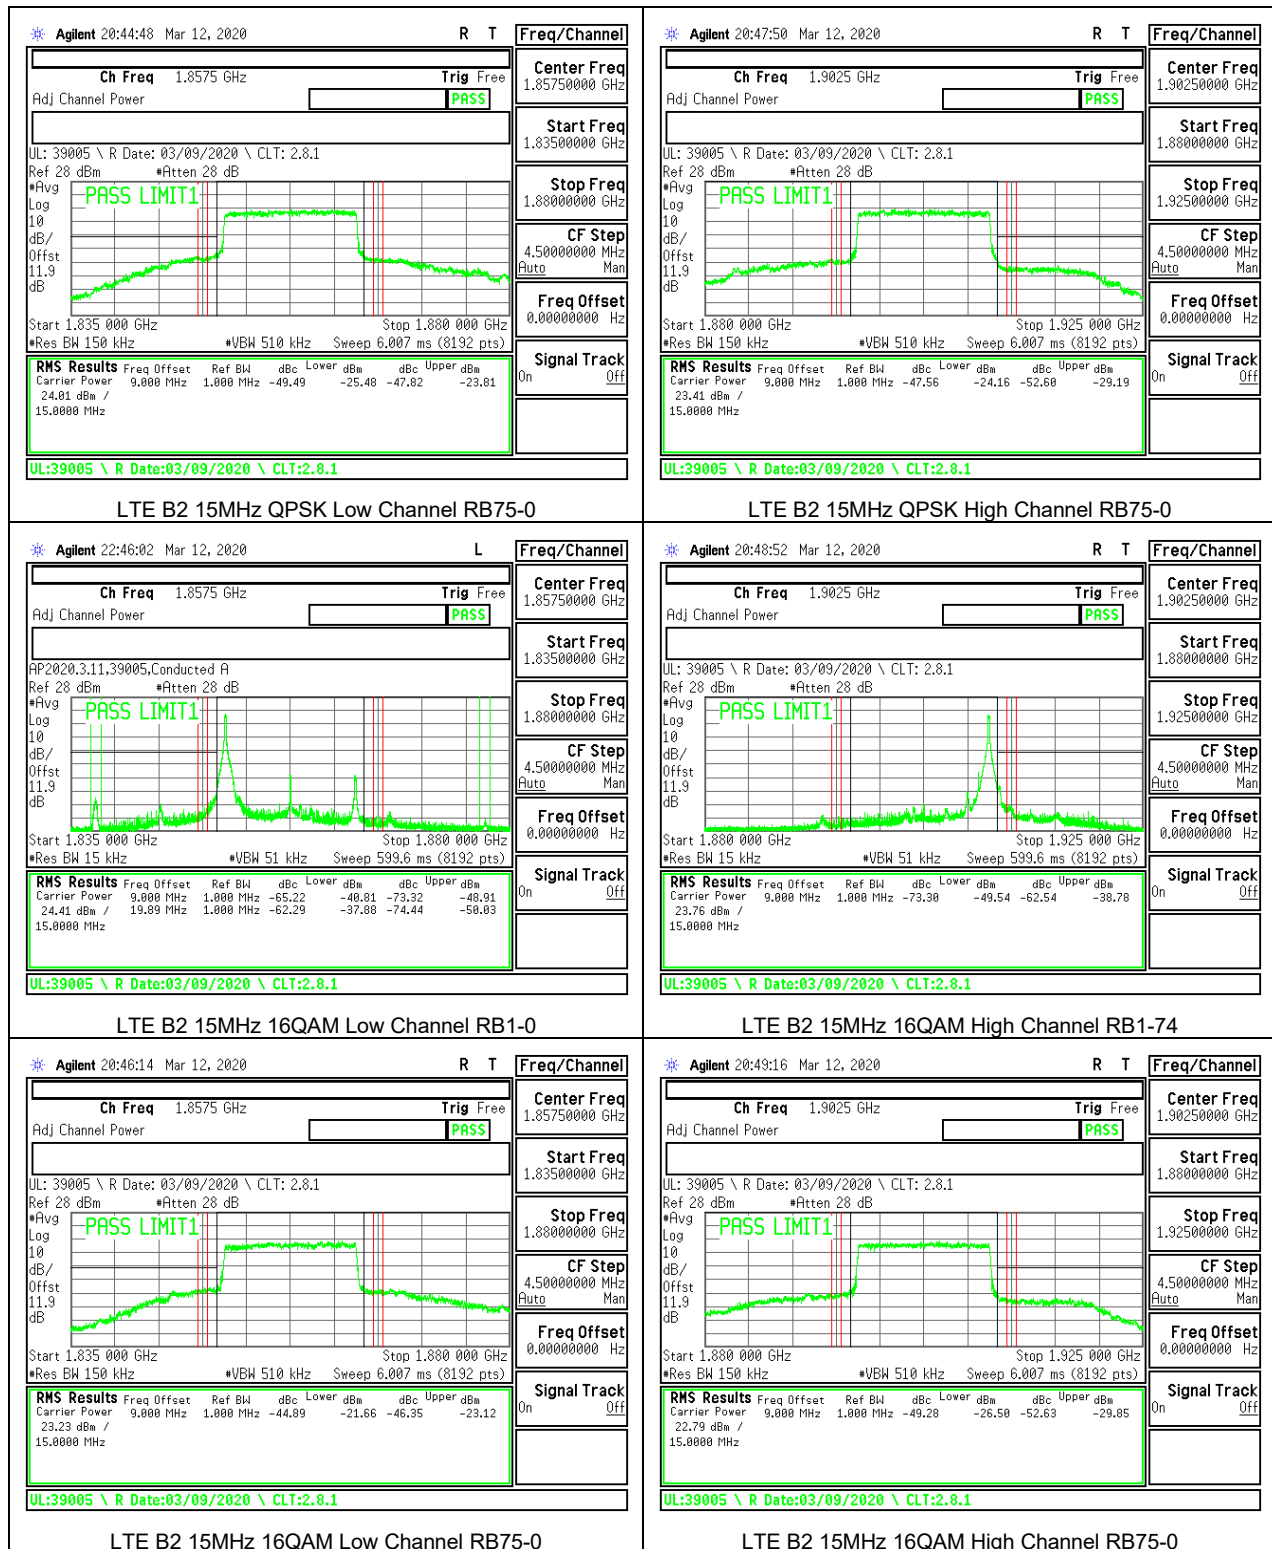 Agilent 20:44:48 Mar 12, 2020 R T Freq/Channel
Ch Freq 1.8575 GHz Trig Free
Adj Channel Power PASS
Center Freq
1.85750000 GHz
Start Freq
1.83500000 GHz
UL: 39005 \ R Date: 03/09/2020 \ CLT: 2.8.1
Ref 28 dBm #Atten 28 dB
#Avg
Log
10
dB/
Offst
11.9
dB
PASS LIMIT1
Stop Freq
1.88000000 GHz
CF Step
4.50000000 MHz
Auto Man
Freq Offset
0.00000000 Hz
Start 1.835 000 GHz Stop 1.880 000 GHz
#Res BW 150 kHz #VBW 510 kHz Sweep 6.007 ms (8192 pts)
Signal Track
On Off
RMS Results Freq Offset Ref BW dBc Lower dBm dBc Upper dBm
Carrier Power 9.000 MHz 1.000 MHz -49.49 -25.48 -47.82 -23.81
24.01 dBm /
15.0000 MHz
UL:39005 \ R Date:03/09/2020 \ CLT:2.8.1
LTE B2 15MHz QPSK Low Channel RB75-0
Agilent 20:47:50 Mar 12, 2020 R T Freq/Channel
Ch Freq 1.9025 GHz Trig Free
Adj Channel Power PASS
Center Freq
1.90250000 GHz
Start Freq
1.88000000 GHz
UL: 39005 \ R Date: 03/09/2020 \ CLT: 2.8.1
Ref 28 dBm #Atten 28 dB
#Avg
Log
10
dB/
Offst
11.9
dB
PASS LIMIT1
Stop Freq
1.92500000 GHz
CF Step
4.50000000 MHz
Auto Man
Freq Offset
0.00000000 Hz
Start 1.880 000 GHz Stop 1.925 000 GHz
#Res BW 150 kHz #VBW 510 kHz Sweep 6.007 ms (8192 pts)
Signal Track
On Off
RMS Results Freq Offset Ref BW dBc Lower dBm dBc Upper dBm
Carrier Power 9.000 MHz 1.000 MHz -47.56 -24.16 -52.60 -29.19
23.41 dBm /
15.0000 MHz
UL:39005 \ R Date:03/09/2020 \ CLT:2.8.1
LTE B2 15MHz QPSK High Channel RB75-0
Agilent 22:46:02 Mar 12, 2020 L Freq/Channel
Ch Freq 1.8575 GHz Trig Free
Adj Channel Power PASS
Center Freq
1.85750000 GHz
Start Freq
1.83500000 GHz
AP2020.3.11,39005,Conducted A
Ref 28 dBm #Atten 28 dB
#Avg
Log
10
dB/
Offst
11.9
dB
PASS LIMIT1
Stop Freq
1.88000000 GHz
CF Step
4.50000000 MHz
Auto Man
Freq Offset
0.00000000 Hz
Start 1.835 000 GHz Stop 1.880 000 GHz
#Res BW 15 kHz #VBW 51 kHz Sweep 599.6 ms (8192 pts)
Signal Track
On Off
RMS Results Freq Offset Ref BW dBc Lower dBm dBc Upper dBm
Carrier Power 9.000 MHz 1.000 MHz -65.22 -40.81 -73.32 -48.91
24.41 dBm / 19.89 MHz 1.000 MHz -62.29 -37.88 -74.44 -50.03
15.0000 MHz
UL:39005 \ R Date:03/09/2020 \ CLT:2.8.1
LTE B2 15MHz 16QAM Low Channel RB1-0
Agilent 20:48:52 Mar 12, 2020 R T Freq/Channel
Ch Freq 1.9025 GHz Trig Free
Adj Channel Power PASS
Center Freq
1.90250000 GHz
Start Freq
1.88000000 GHz
UL: 39005 \ R Date: 03/09/2020 \ CLT: 2.8.1
Ref 28 dBm #Atten 28 dB
#Avg
Log
10
dB/
Offst
11.9
dB
PASS LIMIT1
Stop Freq
1.92500000 GHz
CF Step
4.50000000 MHz
Auto Man
Freq Offset
0.00000000 Hz
Start 1.880 000 GHz Stop 1.925 000 GHz
#Res BW 15 kHz #VBW 51 kHz Sweep 599.6 ms (8192 pts)
Signal Track
On Off
RMS Results Freq Offset Ref BW dBc Lower dBm dBc Upper dBm
Carrier Power 9.000 MHz 1.000 MHz -73.30 -49.54 -62.54 -38.78
23.76 dBm /
15.0000 MHz
UL:39005 \ R Date:03/09/2020 \ CLT:2.8.1
LTE B2 15MHz 16QAM High Channel RB1-74
Agilent 20:46:14 Mar 12, 2020 R T Freq/Channel
Ch Freq 1.8575 GHz Trig Free
Adj Channel Power PASS
Center Freq
1.85750000 GHz
Start Freq
1.83500000 GHz
UL: 39005 \ R Date: 03/09/2020 \ CLT: 2.8.1
Ref 28 dBm #Atten 28 dB
#Avg
Log
10
dB/
Offst
11.9
dB
PASS LIMIT1
Stop Freq
1.88000000 GHz
CF Step
4.50000000 MHz
Auto Man
Freq Offset
0.00000000 Hz
Start 1.835 000 GHz Stop 1.880 000 GHz
#Res BW 150 kHz #VBW 510 kHz Sweep 6.007 ms (8192 pts)
Signal Track
On Off
RMS Results Freq Offset Ref BW dBc Lower dBm dBc Upper dBm
Carrier Power 9.000 MHz 1.000 MHz -44.89 -21.66 -46.35 -23.12
23.23 dBm /
15.0000 MHz
UL:39005 \ R Date:03/09/2020 \ CLT:2.8.1
LTE B2 15MHz 16QAM Low Channel RB75-0
Agilent 20:49:16 Mar 12, 2020 R T Freq/Channel
Ch Freq 1.9025 GHz Trig Free
Adj Channel Power PASS
Center Freq
1.90250000 GHz
Start Freq
1.88000000 GHz
UL: 39005 \ R Date: 03/09/2020 \ CLT: 2.8.1
Ref 28 dBm #Atten 28 dB
#Avg
Log
10
dB/
Offst
11.9
dB
PASS LIMIT1
Stop Freq
1.92500000 GHz
CF Step
4.50000000 MHz
Auto Man
Freq Offset
0.00000000 Hz
Start 1.880 000 GHz Stop 1.925 000 GHz
#Res BW 150 kHz #VBW 510 kHz Sweep 6.007 ms (8192 pts)
Signal Track
On Off
RMS Results Freq Offset Ref BW dBc Lower dBm dBc Upper dBm
Carrier Power 9.000 MHz 1.000 MHz -49.28 -26.50 -52.63 -29.85
22.79 dBm /
15.0000 MHz
UL:39005 \ R Date:03/09/2020 \ CLT:2.8.1
LTE B2 15MHz 16QAM High Channel RB75-0